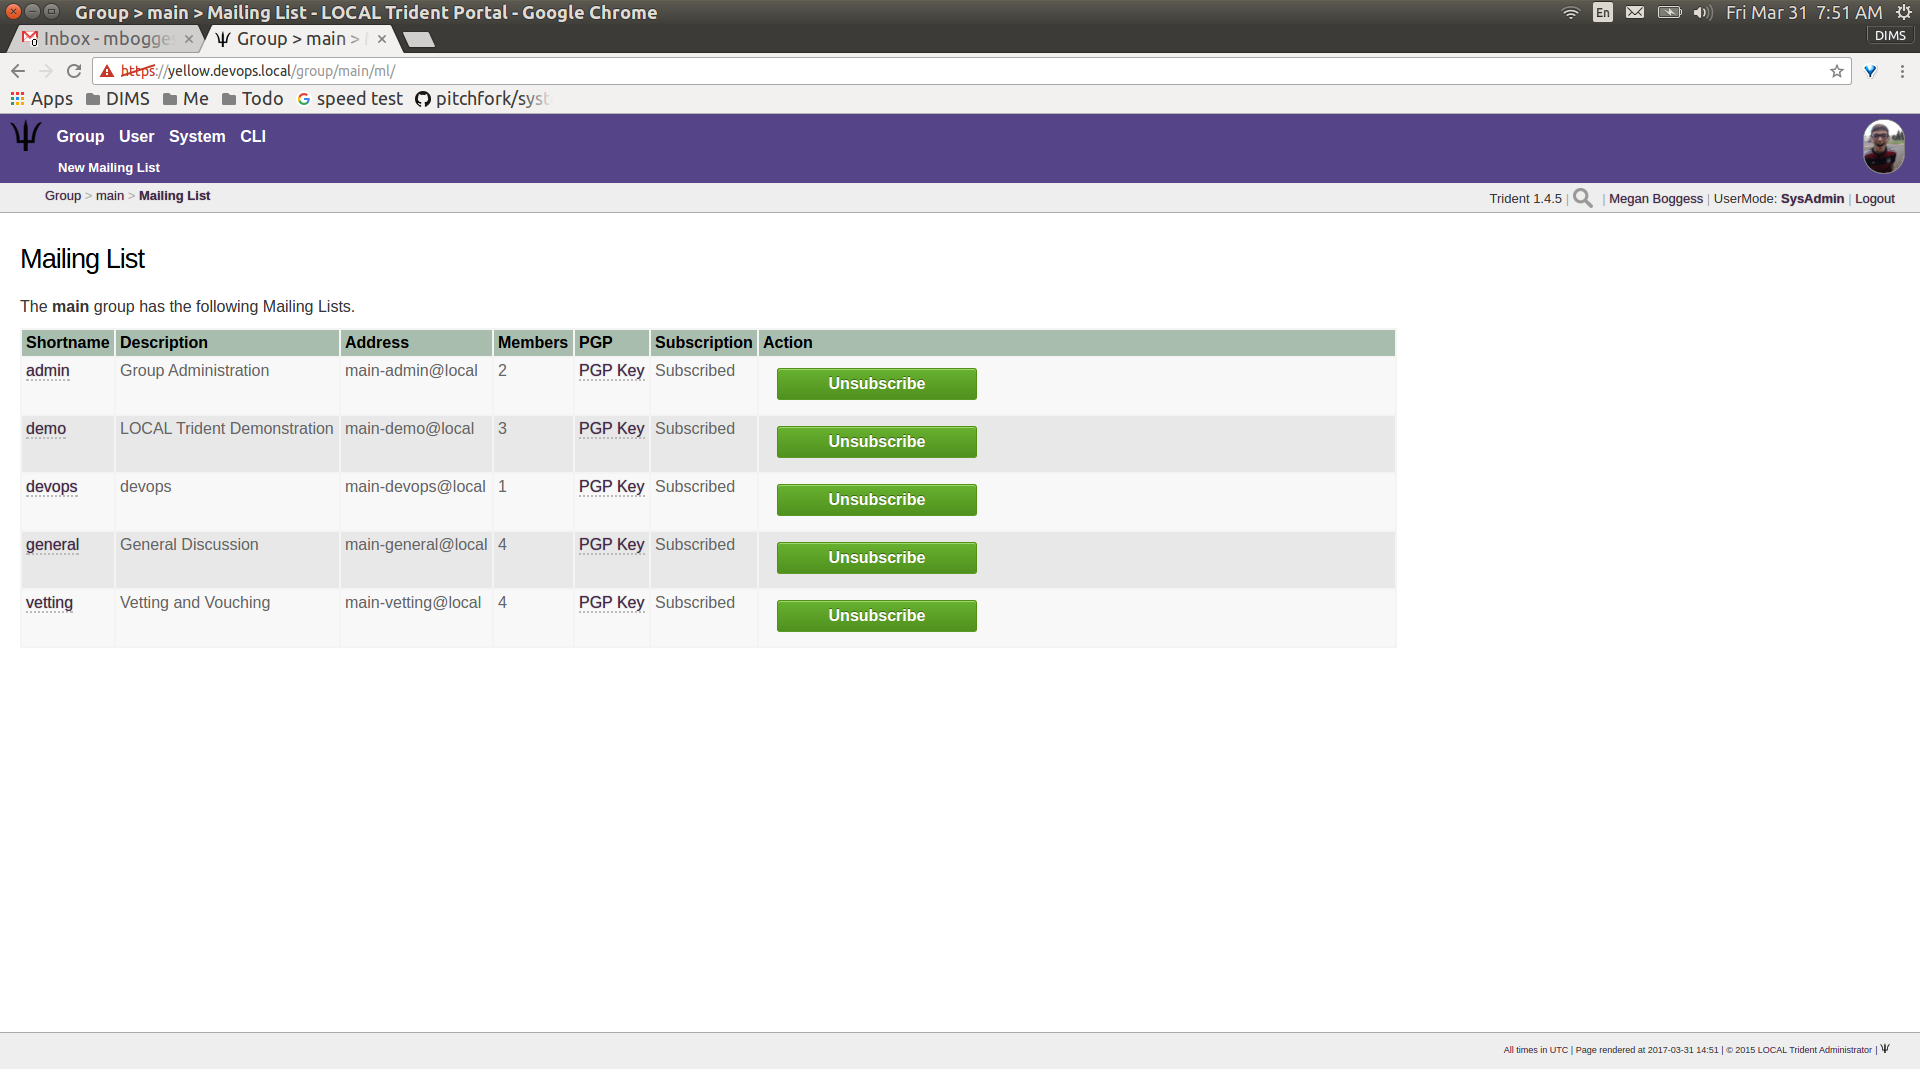 Group > main > Mailing List - LOCAL Trident Portal - Google Chrome
En
Fri Mar 31 7:51 AM
Inbox - mbogges
Group > main >
DIMS
https://yellow.devops.local/group/main/ml/
Apps DIMS Me Todo speed test pitchfork/syst
Group User System CLI
New Mailing List
Group > main > Mailing List
Trident 1.4.5 | | Megan Boggess | UserMode: SysAdmin | Logout
Mailing List
The main group has the following Mailing Lists.
Shortname Description Address Members PGP Subscription Action
admin Group Administration main-admin@local 2 PGP Key Subscribed Unsubscribe
demo LOCAL Trident Demonstration main-demo@local 3 PGP Key Subscribed Unsubscribe
devops devops main-devops@local 1 PGP Key Subscribed Unsubscribe
general General Discussion main-general@local 4 PGP Key Subscribed Unsubscribe
vetting Vetting and Vouching main-vetting@local 4 PGP Key Subscribed Unsubscribe
All times in UTC | Page rendered at 2017-03-31 14:51 | © 2015 LOCAL Trident Administrator |